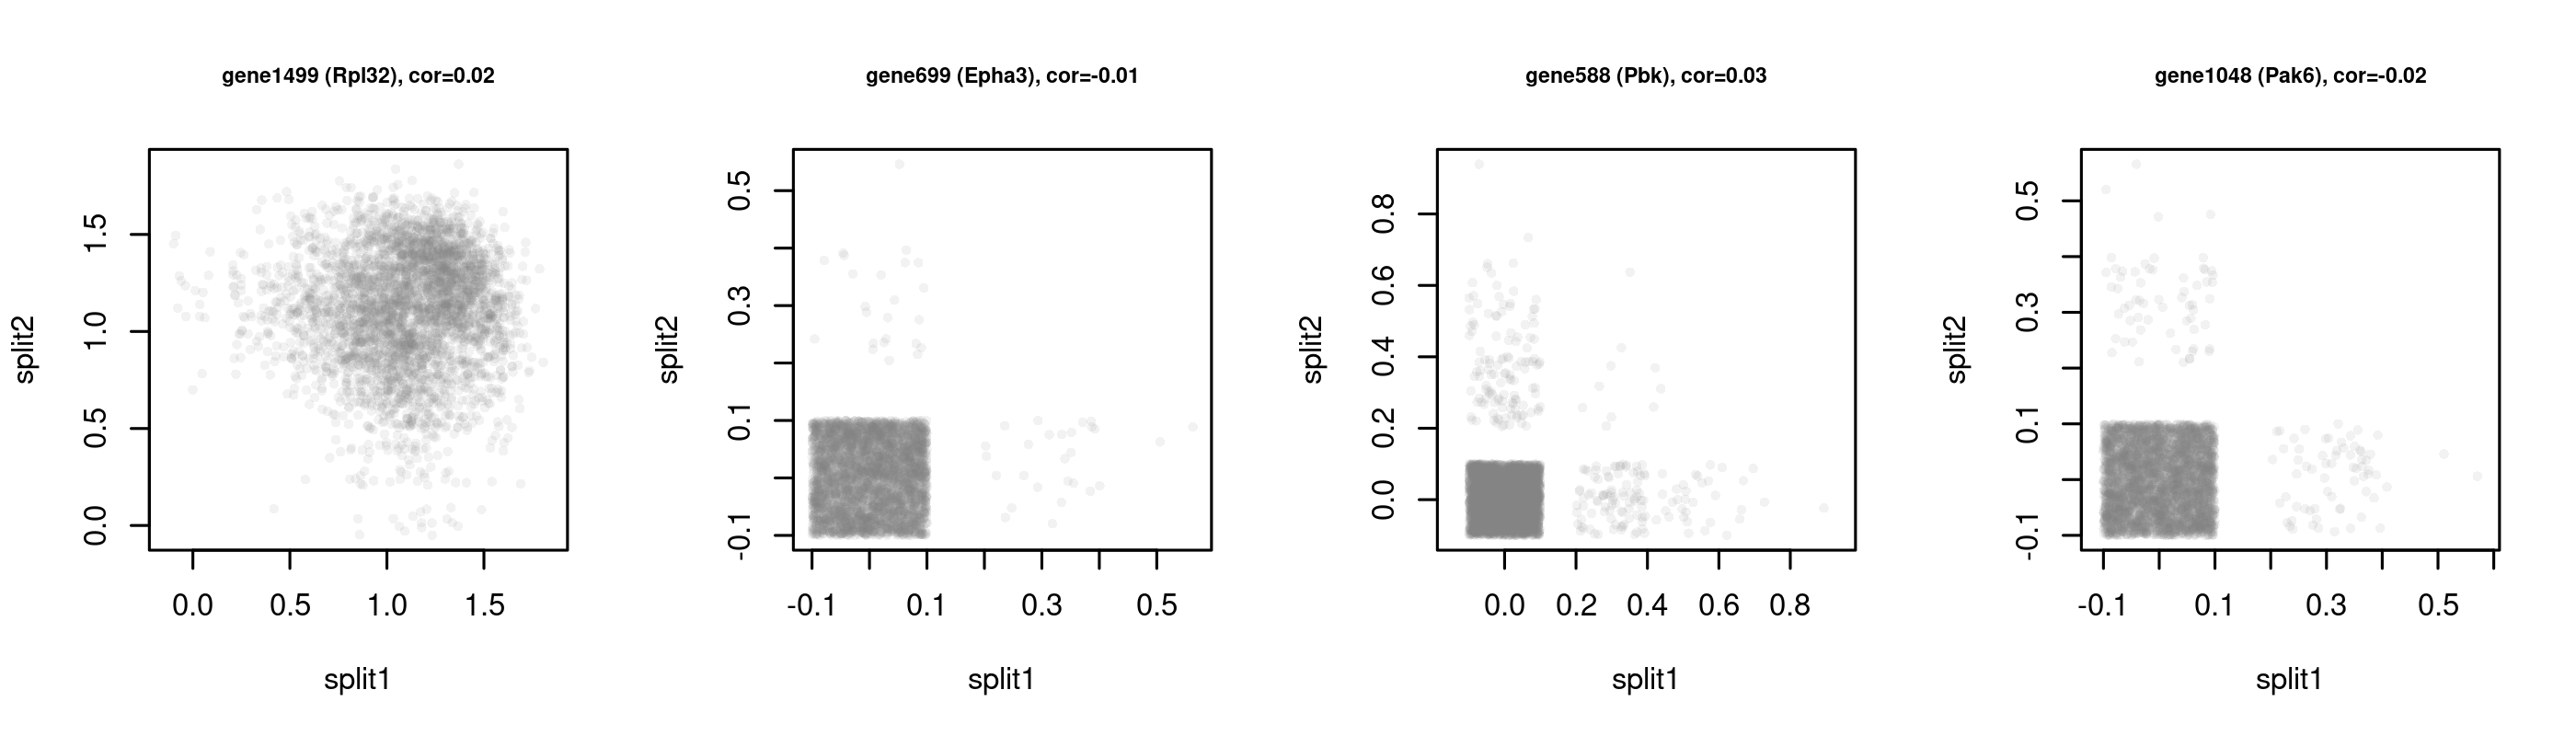 gene1499 (Rpl32), cor=0.02
split2
0.0 0.5 1.0 1.5
0.0 0.5 1.0 1.5
split1
gene699 (Epha3), cor=-0.01
split2
-0.1 0.1 0.3 0.5
-0.1 0.1 0.3 0.5
split1
gene588 (Pbk), cor=0.03
split2
0.0 0.2 0.4 0.6 0.8
0.0 0.2 0.4 0.6 0.8
split1
gene1048 (Pak6), cor=-0.02
split2
-0.1 0.1 0.3 0.5
-0.1 0.1 0.3 0.5
split1